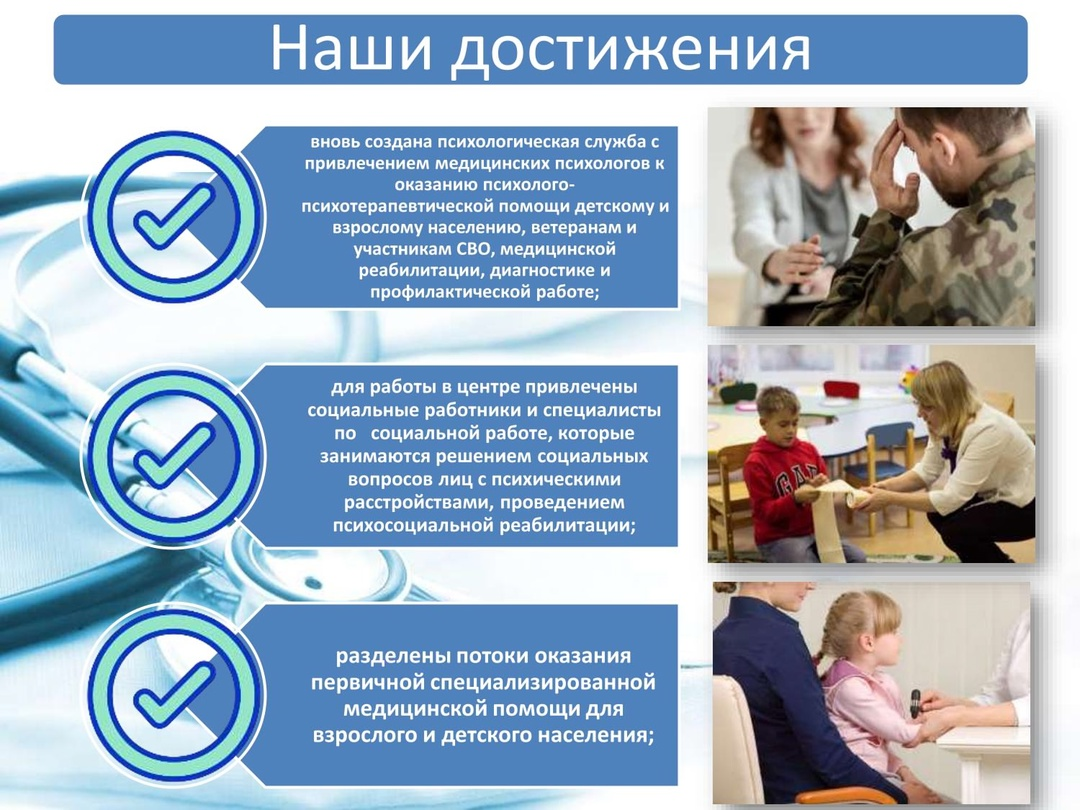 Наши достижения
вновь создана психологическая служба с
привлечением медицинских психологов к
оказанию психолого-
психотерапевтической помощи детскому и
взрослому населению, ветеранам и
участникам СВО, медицинской
реабилитации, диагностике и
профилактической работе;
для работы в центре привлечены
социальные работники и специалисты
по социальной работе, которые
занимаются решением социальных
вопросов лиц с психическими
расстройствами, проведением
психосоциальной реабилитации;
GAP
разделены потоки оказания
первичной специализированной
медицинской помощи для
взрослого и детского населения;